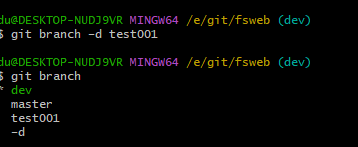 du@DESKTOP-NUDJ9VR MINGW64 /e/git/fsweb (dev)
$ git branch –d test001
du@DESKTOP-NUDJ9VR MINGW64 /e/git/fsweb (dev)
$ git branch
* dev
master
test001
–d